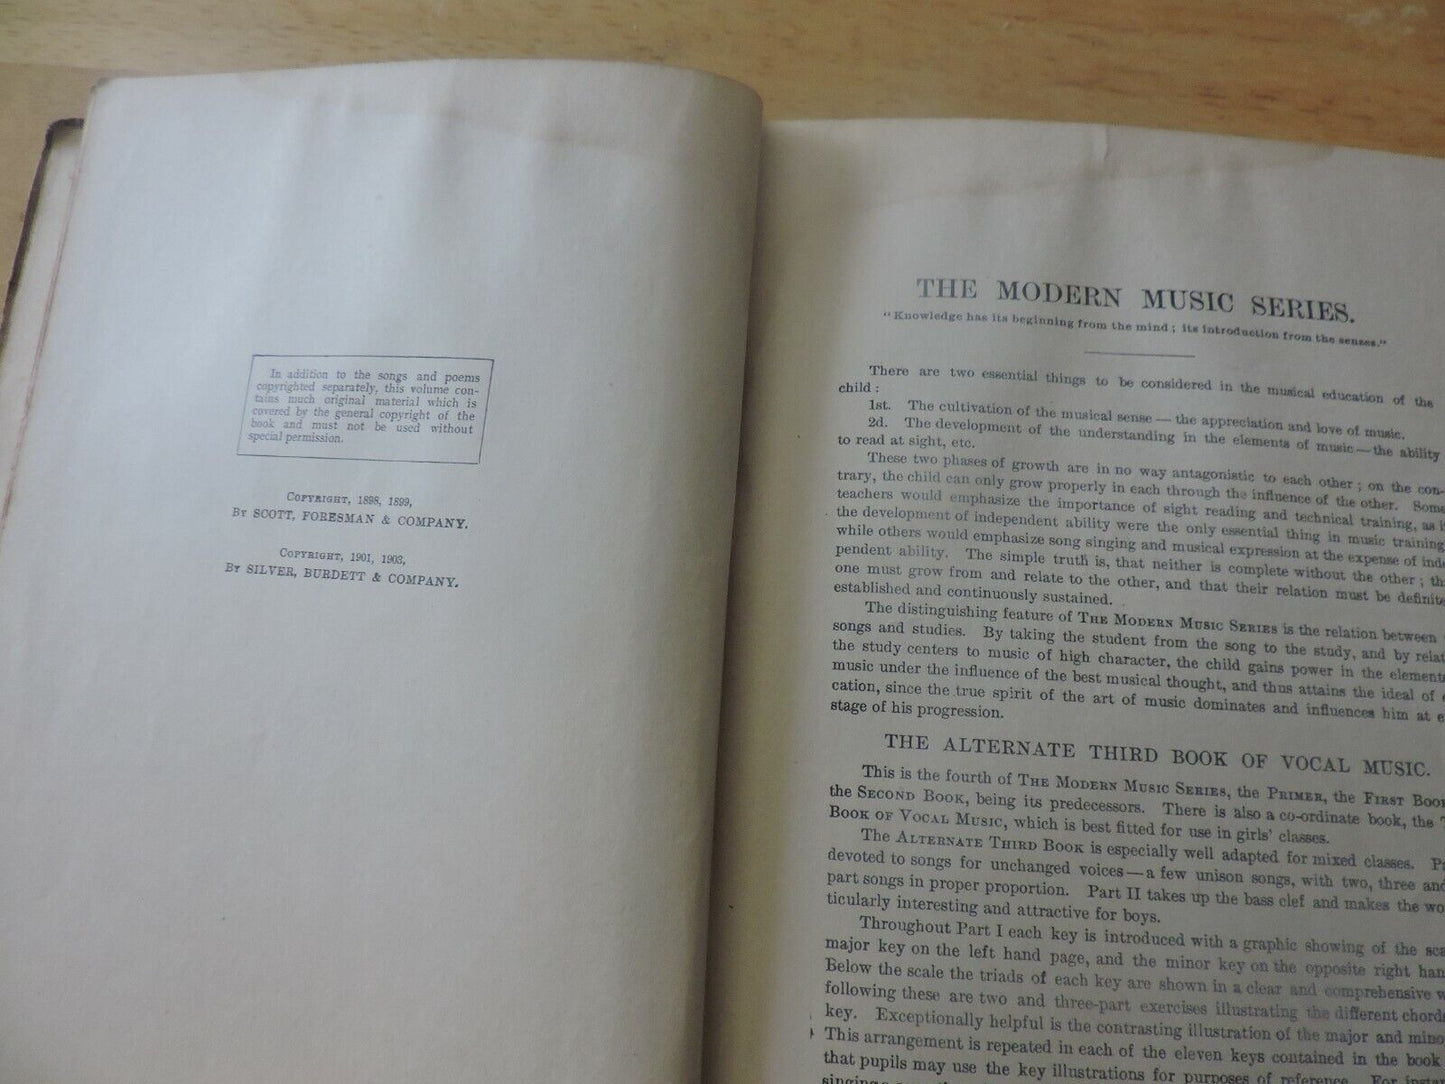 In addition to the songs and poems
copyrighted separately, this volume con-
tains much original material which is
covered by the general copyright of the
book and must not be used without
special permission.
COPYRIGHT, 1898, 1899,
BY SCOTT, FORESMAN & COMPANY.
COPYRIGHT, 1901, 1903,
BY SILVER, BURDETT & COMPANY.
THE MODERN MUSIC SERIES.
"Knowledge has its beginning from the mind; its introduction from the senses."
There are two essential things to be considered in the musical education of the
child:
1st. The cultivation of the musical sense — the appreciation and love of music.
2d. The development of the understanding in the elements of music — the ability
to read at sight, etc.
These two phases of growth are in no way antagonistic to each other; on the con-
trary, the child can only grow properly in each through the influence of the other. Some
teachers would emphasize the importance of sight reading and technical training, as i
the development of independent ability were the only essential thing in music training
while others would emphasize song singing and musical expression at the expense of inde
pendent ability. The simple truth is, that neither is complete without the other; th
one must grow from and relate to the other, and that their relation must be definite
established and continuously sustained.
The distinguishing feature of THE MODERN MUSIC SERIES is the relation between
songs and studies. By taking the student from the song to the study, and by relat
the study centers to music of high character, the child gains power in the element
music under the influence of the best musical thought, and thus attains the ideal of
cation, since the true spirit of the art of music dominates and influences him at e
stage of his progression.
THE ALTERNATE THIRD BOOK OF VOCAL MUSIC.
This is the fourth of THE MODERN MUSIC SERIES, the PRIMER, the FIRST BOOK
the SECOND BOOK, being its predecessors. There is also a co-ordinate book, the
BOOK OF VOCAL MUSIC, which is best fitted for use in girls' classes.
The ALTERNATE THIRD BOOK is especially well adapted for mixed classes. P
devoted to songs for unchanged voices — a few unison songs, with two, three and
part songs in proper proportion. Part II takes up the bass clef and makes the wo
ticularly interesting and attractive for boys.
Throughout Part I each key is introduced with a graphic showing of the sca
major key on the left hand page, and the minor key on the opposite right han
Below the scale the triads of each key are shown in a clear and comprehensive w
following these are two and three-part exercises illustrating the different chords
key. Exceptionally helpful is the contrasting illustration of the major and mino
This arrangement is repeated in each of the eleven keys contained in the book
that pupils may use the key illustrations for purposes of reference. For